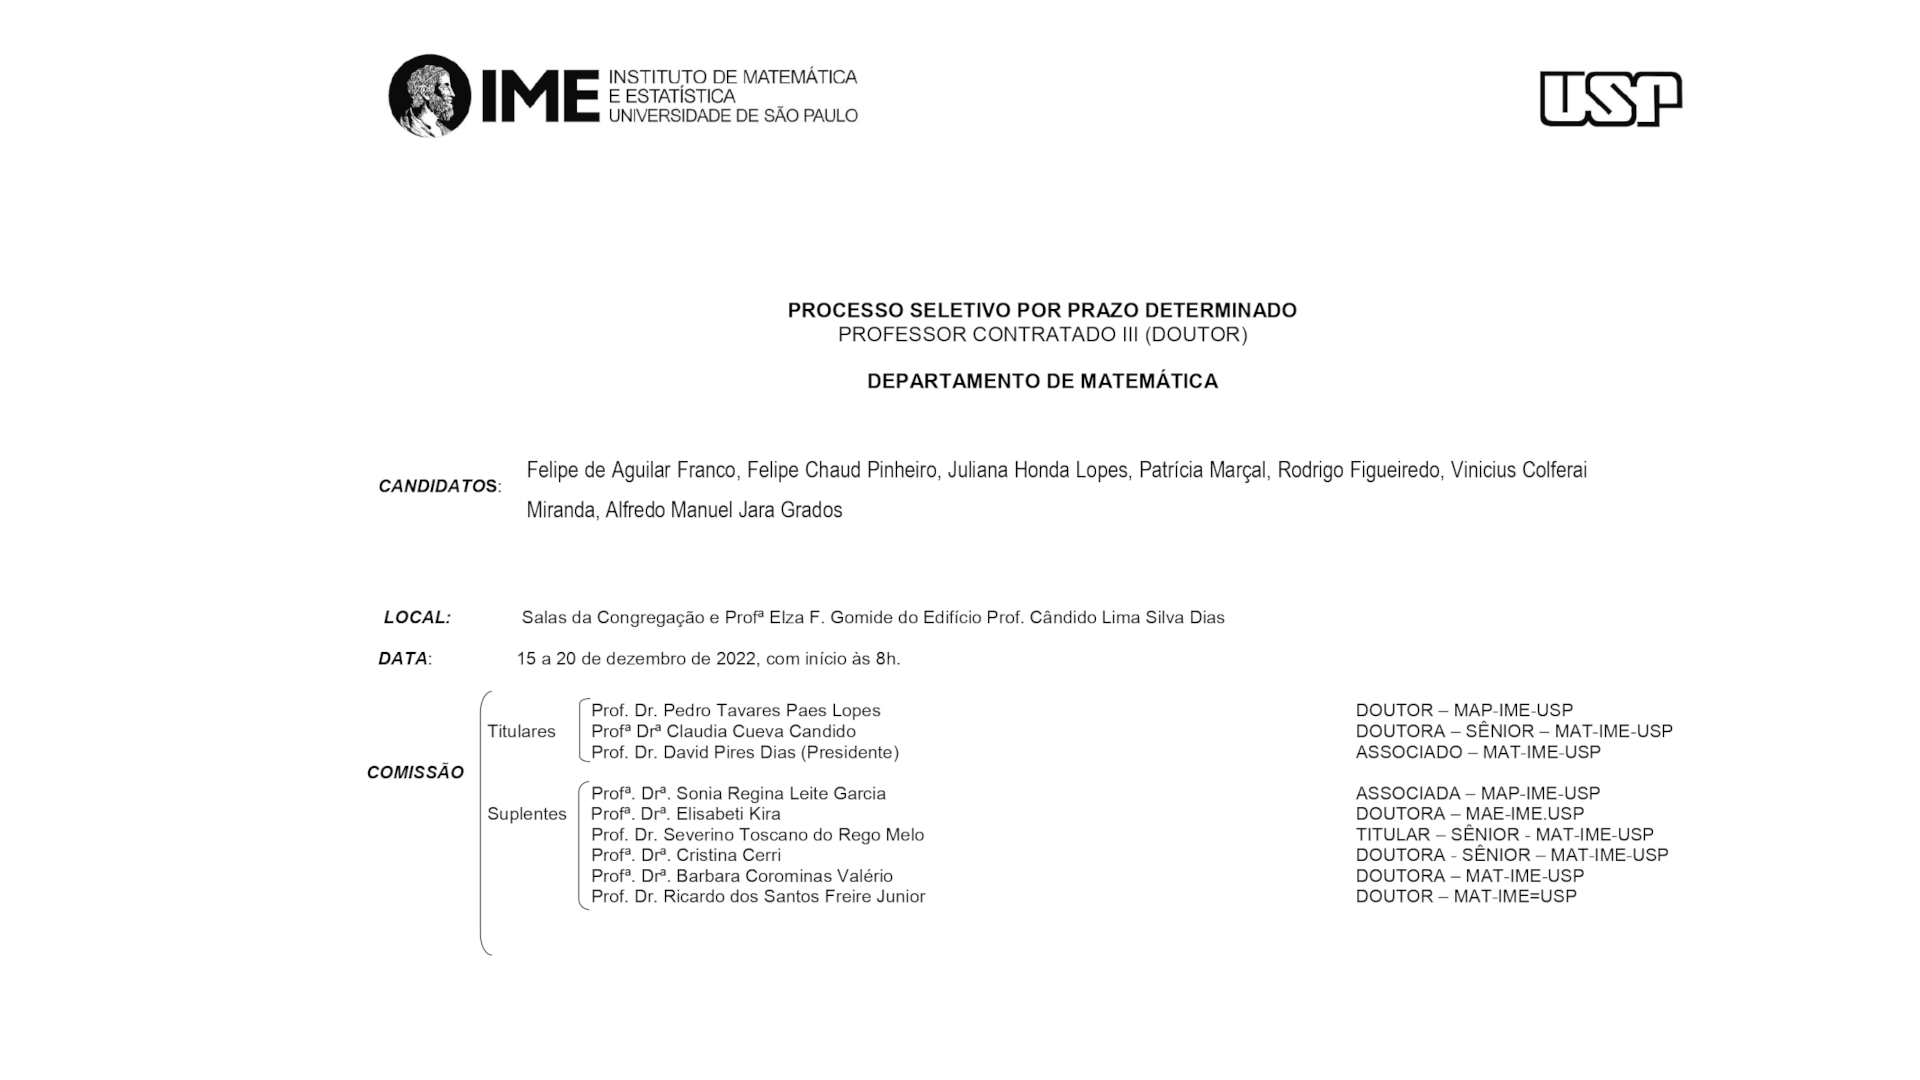 IME INSTITUTO DE MATEMÁTICA
E ESTATÍSTICA
UNIVERSIDADE DE SÃO PAULO
USP
PROCESSO SELETIVO POR PRAZO DETERMINADO
PROFESSOR CONTRATADO III (DOUTOR)
DEPARTAMENTO DE MATEMÁTICA
CANDIDATOS: Felipe de Aguilar Franco, Felipe Chaud Pinheiro, Juliana Honda Lopes, Patrícia Marçal, Rodrigo Figueiredo, Vinicius Colferai
Miranda, Alfredo Manuel Jara Grados
LOCAL: Salas da Congregação e Profª Elza F. Gomide do Edifício Prof. Cândido Lima Silva Dias
DATA: 15 a 20 de dezembro de 2022, com início às 8h.
COMISSÃO
Titulares
Prof. Dr. Pedro Tavares Paes Lopes DOUTOR – MAP-IME-USP
Profª Drª Claudia Cueva Candido DOUTORA – SÊNIOR – MAT-IME-USP
Prof. Dr. David Pires Dias (Presidente) ASSOCIADO – MAT-IME-USP
Suplentes
Profª. Drª. Sonia Regina Leite Garcia ASSOCIADA – MAP-IME-USP
Profª. Drª. Elisabeti Kira DOUTORA – MAE-IME.USP
Prof. Dr. Severino Toscano do Rego Melo TITULAR – SÊNIOR - MAT-IME-USP
Profª. Drª. Cristina Cerri DOUTORA - SÊNIOR – MAT-IME-USP
Profª. Drª. Barbara Corominas Valério DOUTORA – MAT-IME-USP
Prof. Dr. Ricardo dos Santos Freire Junior DOUTOR – MAT-IME=USP